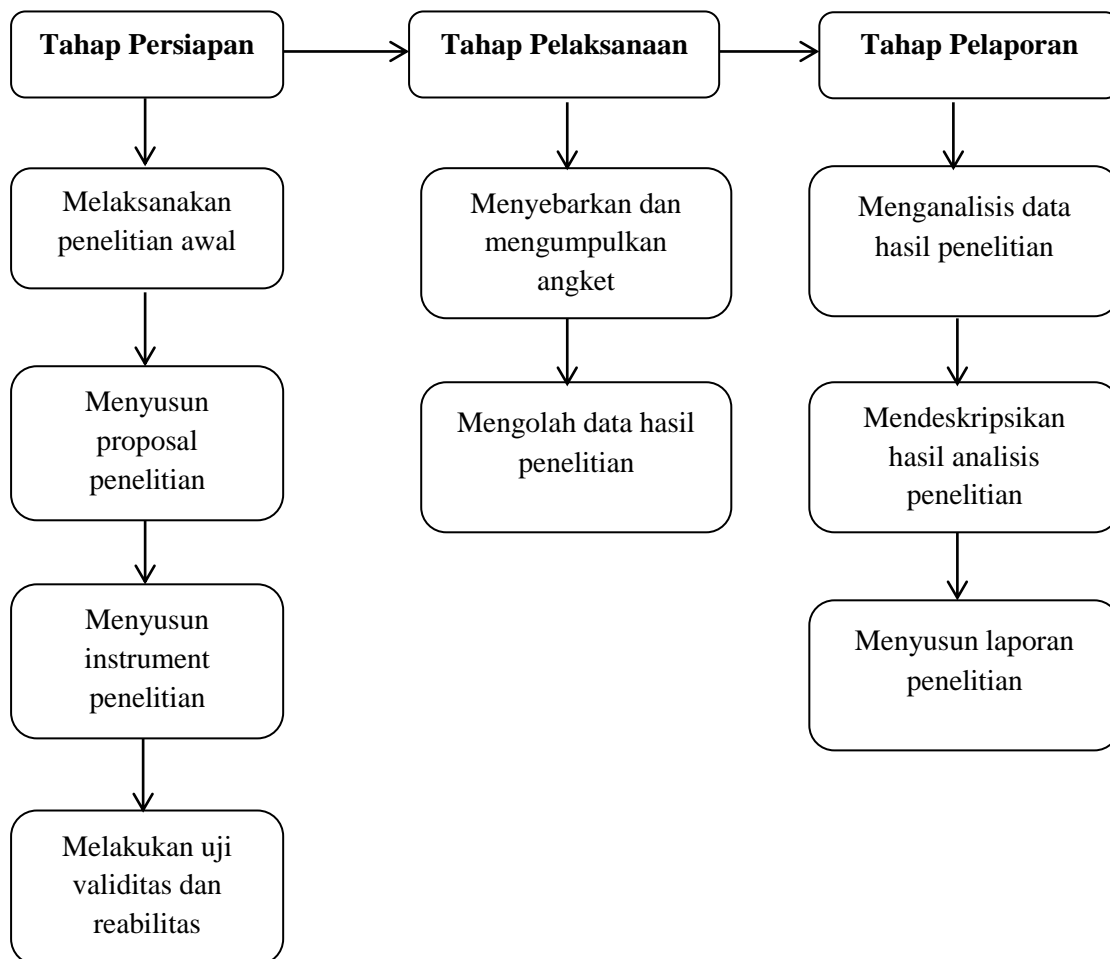 Tahap Persiapan
Tahap Pelaksanaan
Tahap Pelaporan
Melaksanakan
penelitian awal
Menyusun
proposal
penelitian
Menyusun
instrument
penelitian
Melakukan uji
validitas dan
reabilitas
Menyebarkan dan
mengumpulkan
angket
Mengolah data hasil
penelitian
Menganalisis data
hasil penelitian
Mendeskripsikan
hasil analisis
penelitian
Menyusun laporan
penelitian